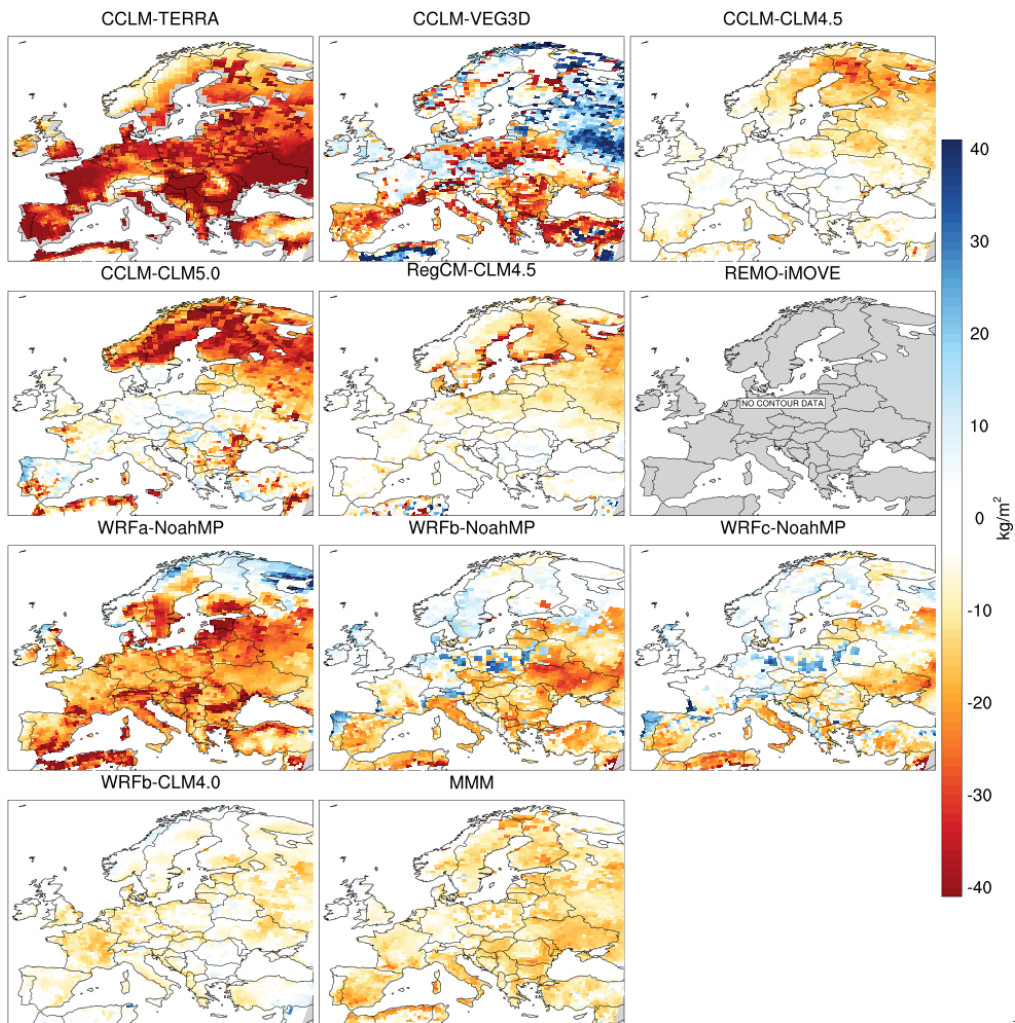 CCLM-TERRA CCLM-VEG3D CCLM-CLM4.5
CCLM-CLM5.0 RegCM-CLM4.5 REMO-iMOVE
NO CONTOUR DATA
WRFa-NoahMP WRFb-NoahMP WRFc-NoahMP
WRFb-CLM4.0 MMM
40
30
20
10
0
-10
-20
-30
-40
kg/m²